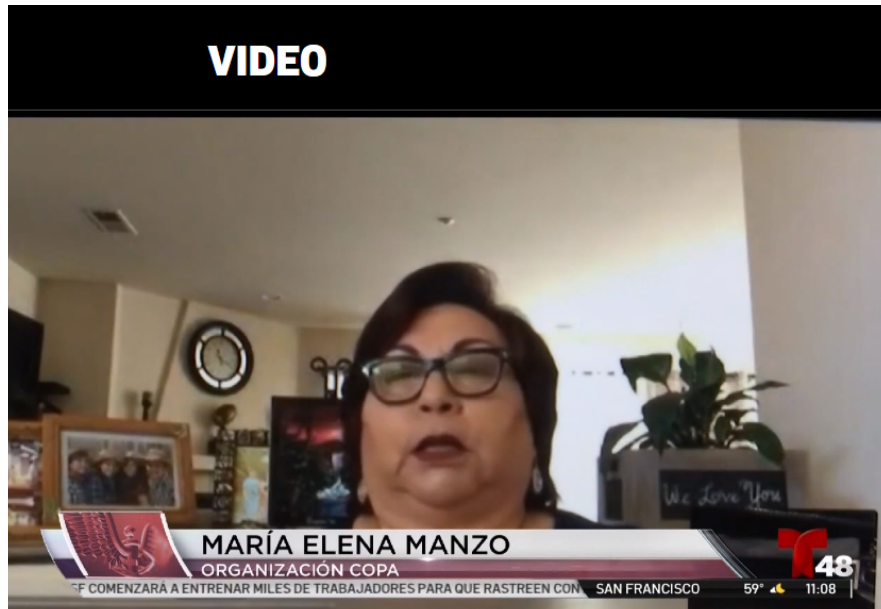 VIDEO
We Love You
MARÍA ELENA MANZO
ORGANIZACIÓN COPA
48
SF COMENZARÁ A ENTRENAR MILES DE TRABAJADORES PARA QUE RASTREEN CON
SAN FRANCISCO
59°
11:08